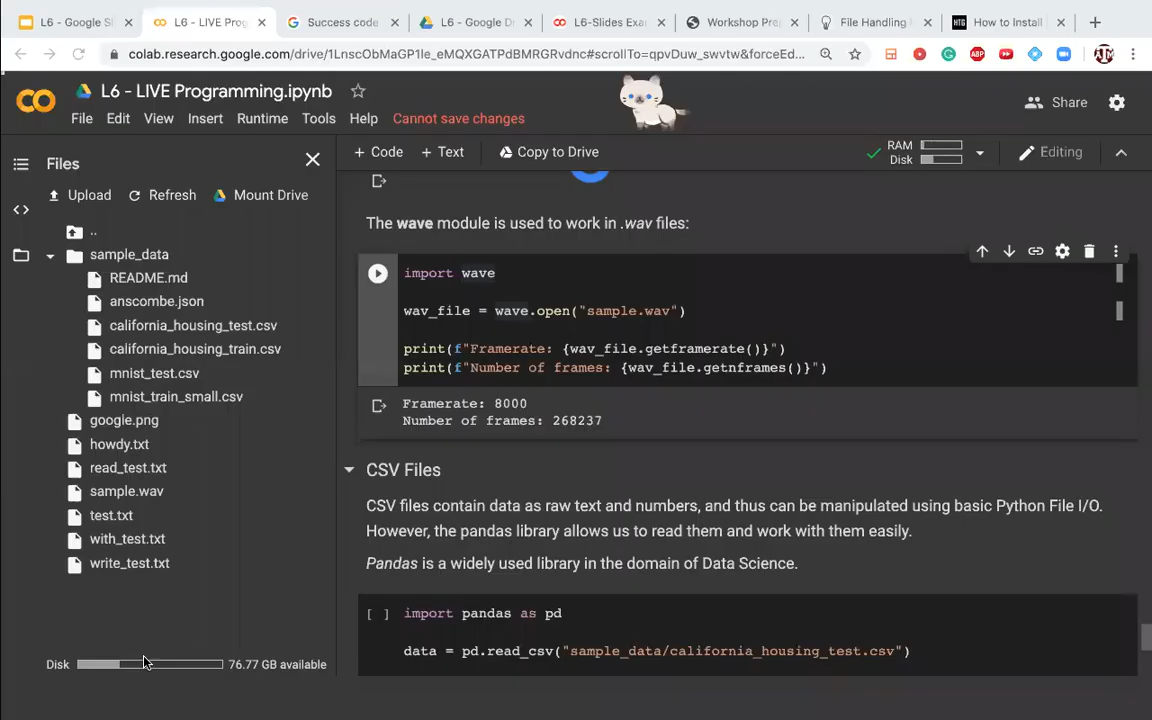 L6 - Google Sl
L6 - LIVE Prog
Success code
L6 - Google D
L6-Slides Exa
Workshop Pre
File Handling
HTG
How to Install
colab.research.google.com/drive/1LnscObMaGP1le_eMQXGATPdBMRGRvdnc#scrollTo=qpvDuw_swvtw&forceEd...
ABP
L6 - LIVE Programming.ipynb
File Edit View Insert Runtime Tools Help Cannot save changes
Share
Files
+ Code + Text Copy to Drive
RAM
Disk
Editing
Upload Refresh Mount Drive
..
sample_data
README.md
anscombe.json
california_housing_test.csv
california_housing_train.csv
mnist_test.csv
mnist_train_small.csv
google.png
howdy.txt
read_test.txt
sample.wav
test.txt
with_test.txt
write_test.txt
Disk 76.77 GB available
The wave module is used to work in .wav files:
import wave
wav_file = wave.open("sample.wav")
print(f"Framerate: {wav_file.getframerate()}")
print(f"Number of frames: {wav_file.getnframes()}")
Framerate: 8000
Number of frames: 268237
CSV Files
CSV files contain data as raw text and numbers, and thus can be manipulated using basic Python File I/O.
However, the pandas library allows us to read them and work with them easily.
Pandas is a widely used library in the domain of Data Science.
[ ] import pandas as pd
data = pd.read_csv("sample_data/california_housing_test.csv")